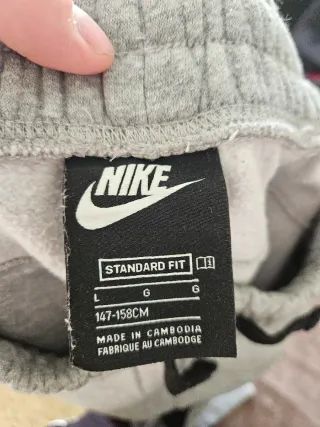 NIKE
STANDARD FIT
L G G
147-158CM
MADE IN CAMBODIA
FABRIQUE AU CAMBODGE